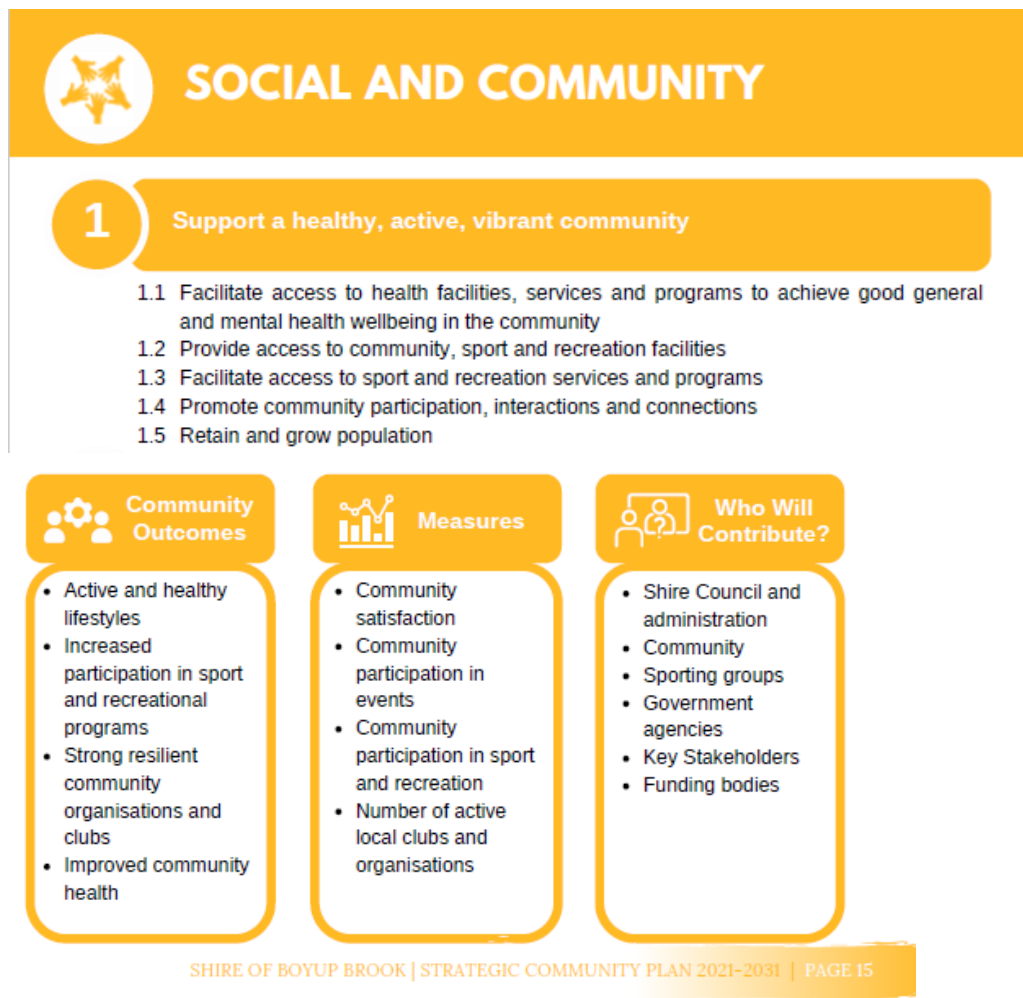 SOCIAL AND COMMUNITY
1
Support a healthy, active, vibrant community
1.1 Facilitate access to health facilities, services and programs to achieve good general
and mental health wellbeing in the community
1.2 Provide access to community, sport and recreation facilities
1.3 Facilitate access to sport and recreation services and programs
1.4 Promote community participation, interactions and connections
1.5 Retain and grow population
Community
Outcomes
• Active and healthy
lifestyles
• Increased
participation in sport
and recreational
programs
• Strong resilient
community
organisations and
clubs
• Improved community
health
Measures
• Community
satisfaction
• Community
participation in
events
• Community
participation in sport
and recreation
• Number of active
local clubs and
organisations
Who Will
Contribute?
• Shire Council and
administration
• Community
• Sporting groups
• Government
agencies
• Key Stakeholders
• Funding bodies
SHIRE OF BOYUP BROOK | STRATEGIC COMMUNITY PLAN 2021-2031 | PAGE 15